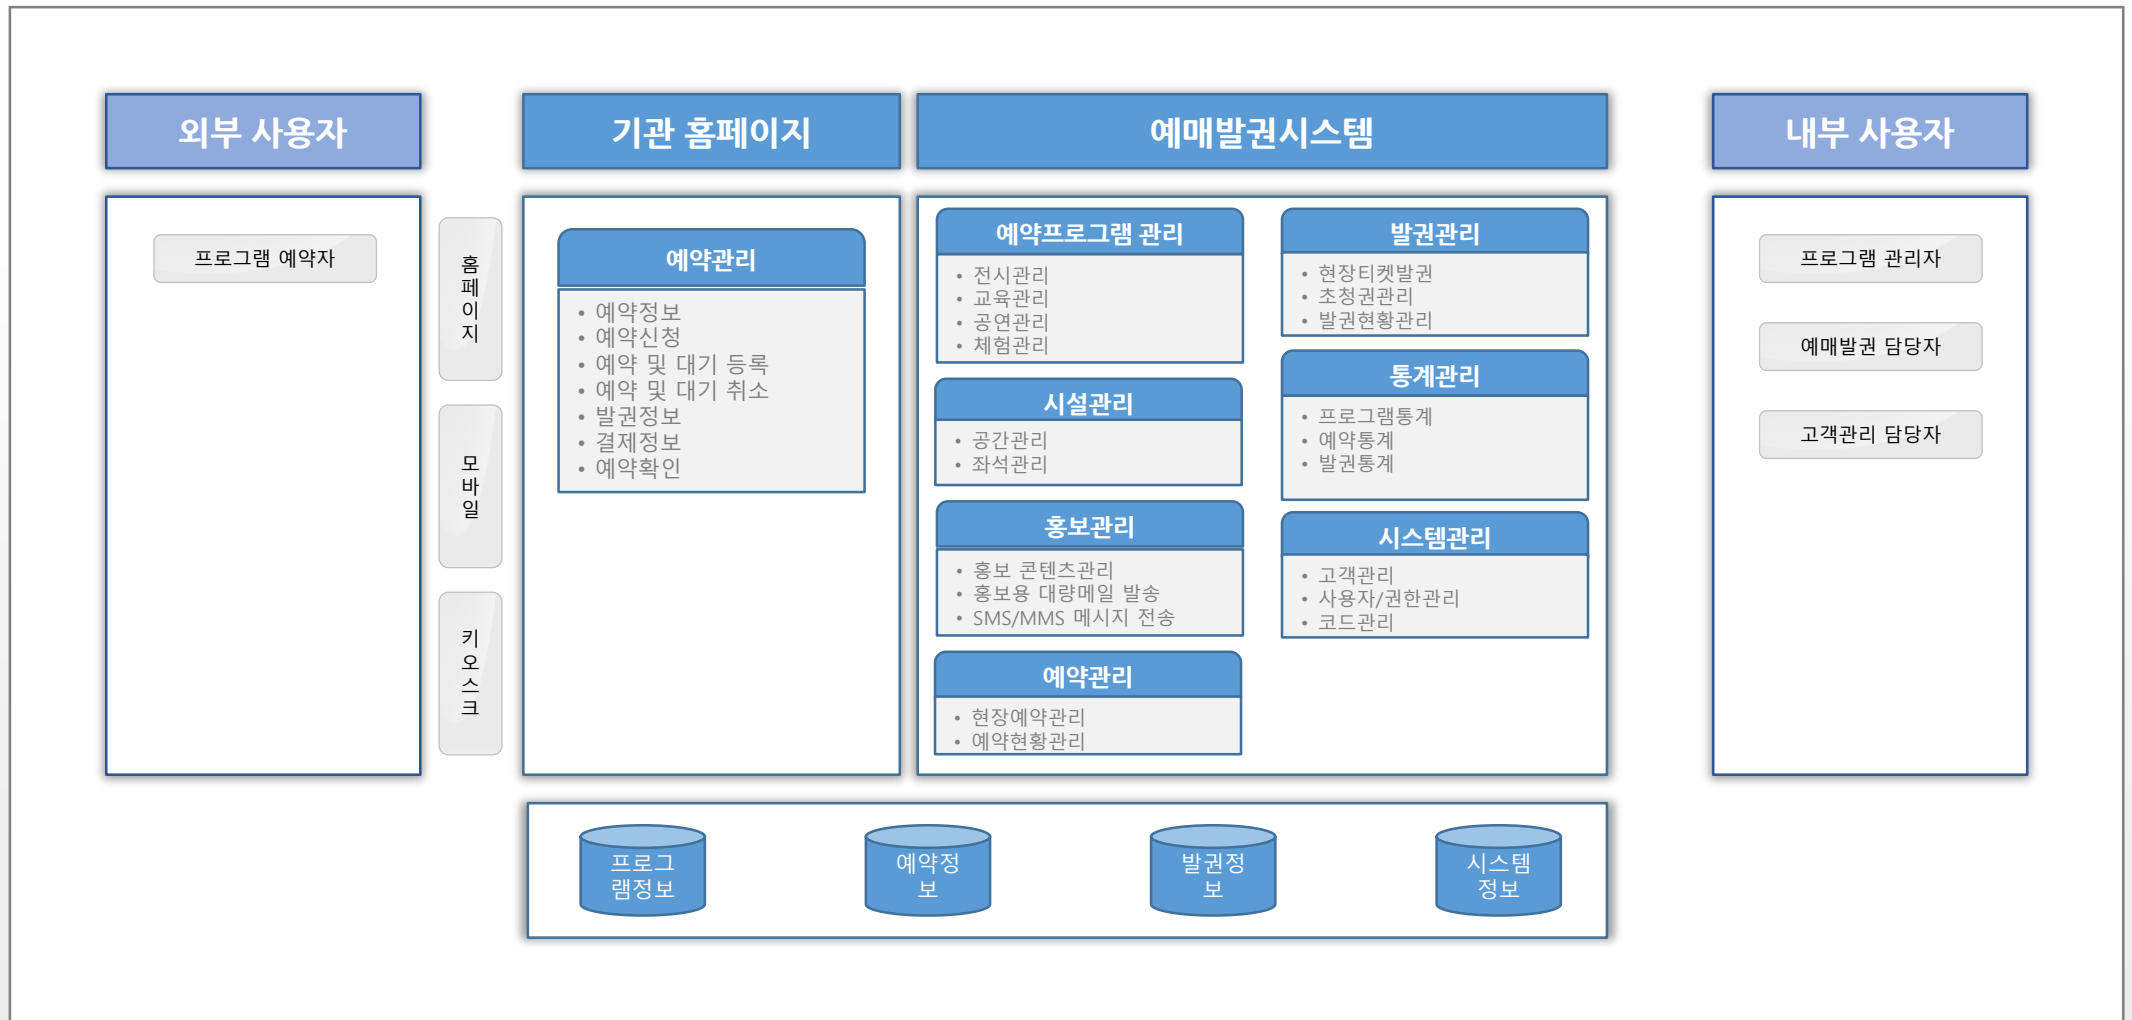 외부 사용자
기관 홈페이지
예매발권시스템
내부 사용자
프로그램 예약자
홈페이지
모바일
키오스크
예약관리
• 예약정보
• 예약신청
• 예약 및 대기 등록
• 예약 및 대기 취소
• 발권정보
• 결제정보
• 예약확인
예약프로그램 관리
• 전시관리
• 교육관리
• 공연관리
• 체험관리
시설관리
• 공간관리
• 좌석관리
홍보관리
• 홍보 콘텐츠관리
• 홍보용 대량메일 발송
• SMS/MMS 메시지 전송
예약관리
• 현장예약관리
• 예약현황관리
발권관리
• 현장티켓발권
• 초청권관리
• 발권현황관리
통계관리
• 프로그램통계
• 예약통계
• 발권통계
시스템관리
• 고객관리
• 사용자/권한관리
• 코드관리
프로그램 관리자
예매발권 담당자
고객관리 담당자
프로그
램정보
예약정
보
발권정
보
시스템
정보